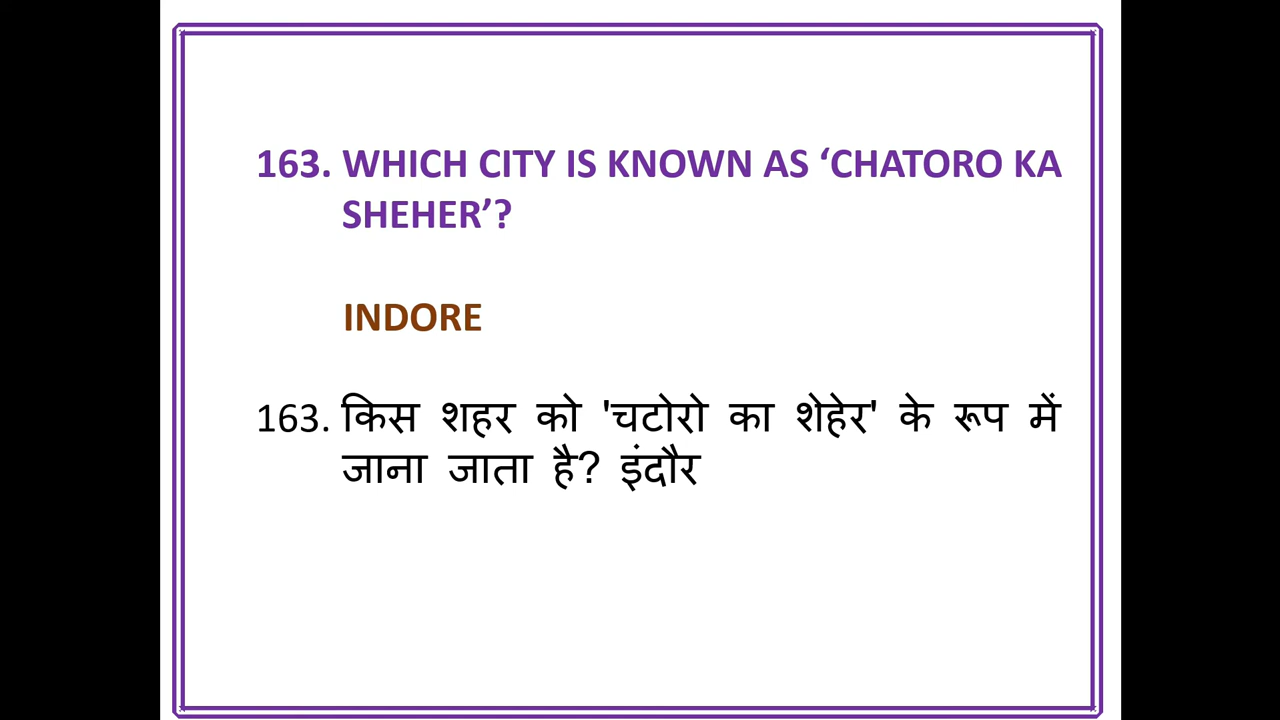 163. WHICH CITY IS KNOWN AS ‘CHATORO KA
SHEHER’?
INDORE
163. किस शहर को 'चटोरो का शेहेर' के रूप में
जाना जाता है? इंदौर